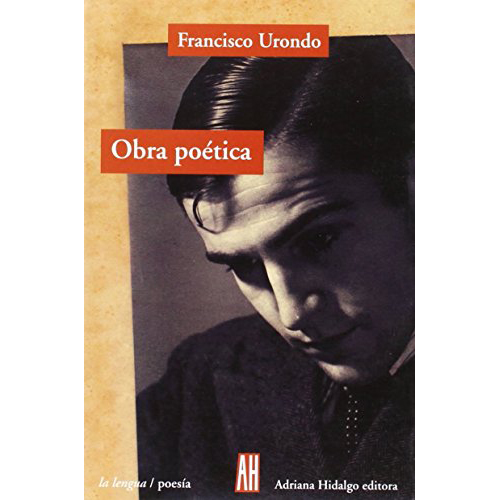 Francisco Urondo
Obra poética
la lengua / poesía
AH
Adriana Hidalgo editora